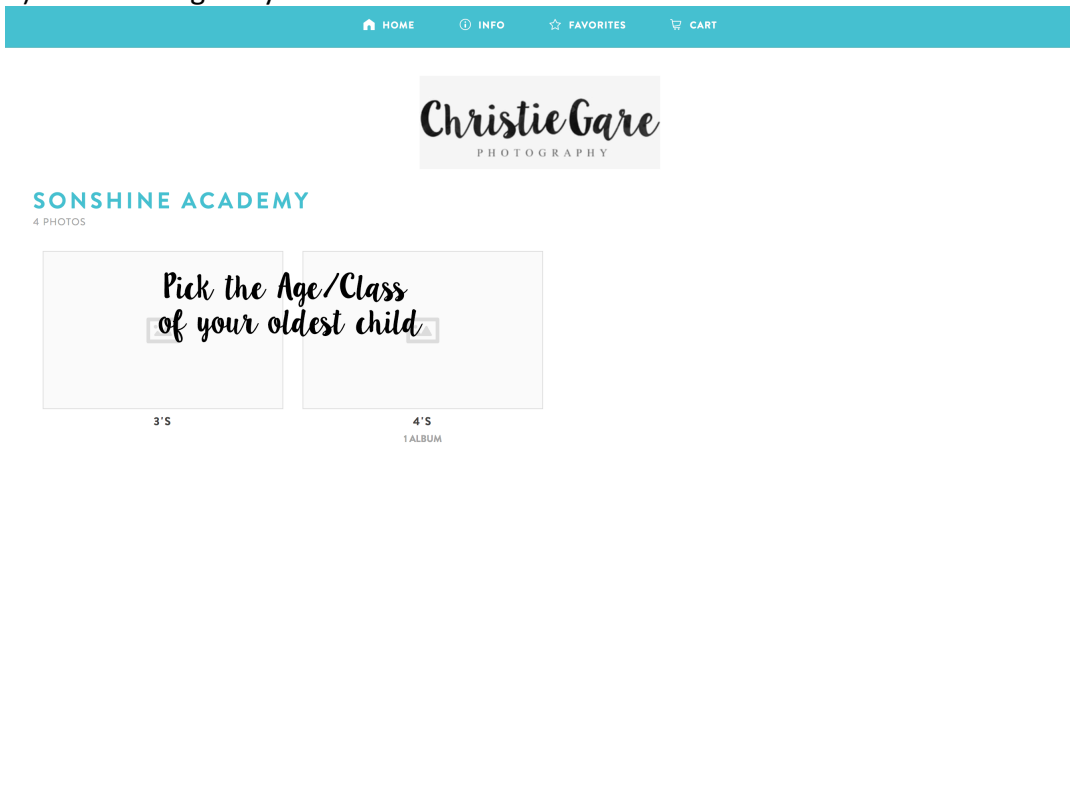 HOME INFO FAVORITES CART
ChristieGare
PHOTOGRAPHY
SONSHINE ACADEMY
4 PHOTOS
Pick the Age/Class
of your oldest child
3'S 4'S
1 ALBUM